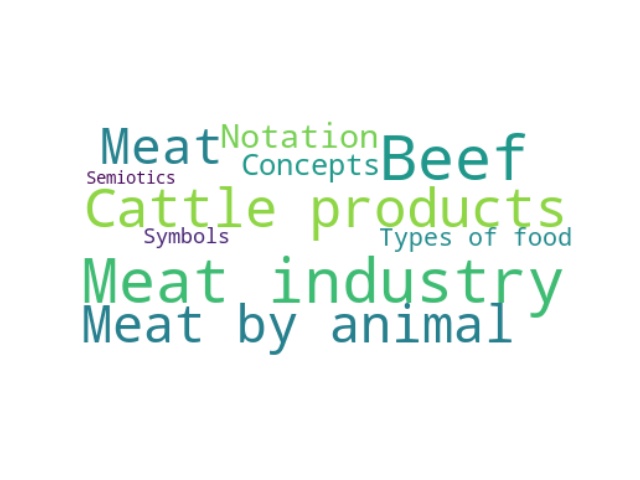 Meat
Notation
Beef
Concepts
Semiotics
Cattle products
Symbols
Types of food
Meat industry
Meat by animal